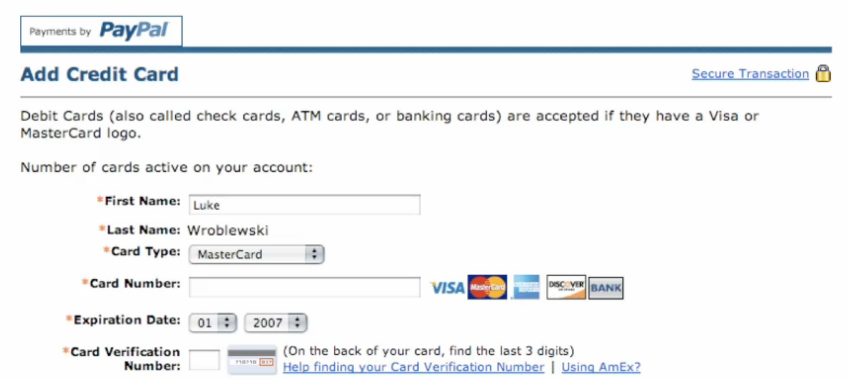 Payments by PayPal
Add Credit Card
Secure Transaction
Debit Cards (also called check cards, ATM cards, or banking cards) are accepted if they have a Visa or
MasterCard logo.
Number of cards active on your account:
*First Name: Luke
*Last Name: Wroblewski
*Card Type: MasterCard
*Card Number: VISA MasterCard DISCOVER BANK
*Expiration Date: 01 2007
*Card Verification
Number: (On the back of your card, find the last 3 digits)
Help finding your Card Verification Number | Using AmEx?